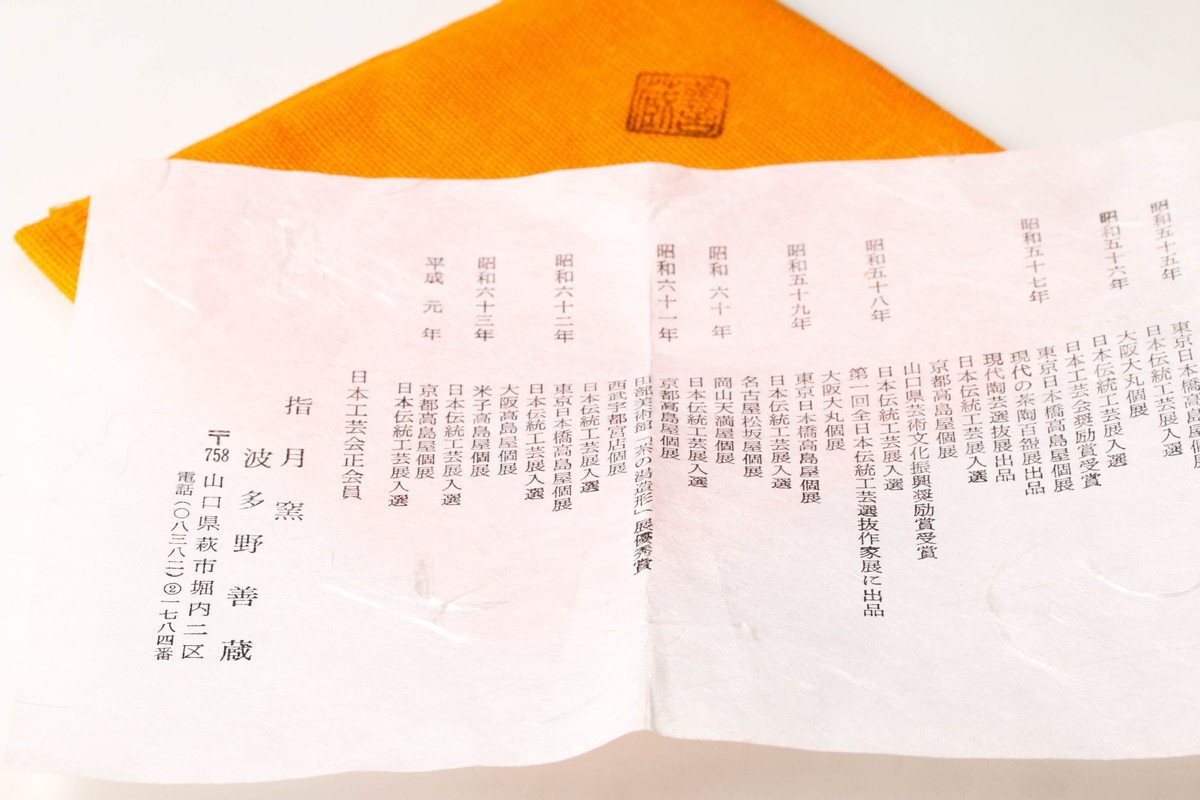 善蔵
昭和五十五年 東京日本橋高島屋個展
日本伝統工芸展入選
昭和五十六年 大阪大丸個展
日本伝統工芸展入選
日本工芸会奨励賞受賞
昭和五十七年 東京日本橋高島屋個展
現代の茶陶百盌展出品
現代陶芸選抜展出品
日本伝統工芸展入選
京都高島屋個展
山口県芸術文化振興奨励賞受賞
昭和五十八年 日本伝統工芸展入選
第一回全日本伝統工芸選抜作家展に出品
大阪大丸個展
昭和五十九年 東京日本橋高島屋個展
日本伝統工芸展入選
名古屋松坂屋個展
昭和六十年 岡山天満屋個展
日本伝統工芸展入選
昭和六十一年 京都高島屋個展
田部美術館「茶の湯造形」展優秀賞
西武宇都宮店個展
日本伝統工芸展入選
昭和六十二年 東京日本橋高島屋個展
日本伝統工芸展入選
大阪高島屋個展
昭和六十三年 米子高島屋個展
日本伝統工芸展入選
平成元年 京都高島屋個展
日本伝統工芸展入選
日本工芸会正会員
指月窯
波多野善蔵
〒758 山口県萩市堀内二区
電話(〇八三八二)②一七八四番